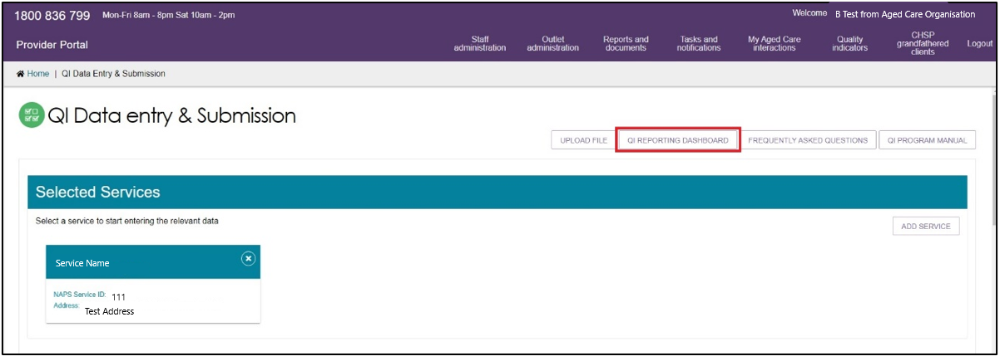 1800 836 799 Mon-Fri 8am - 8pm Sat 10am - 2pm
Welcome B Test from Aged Care Organisation
Provider Portal
Staff administration
Outlet administration
Reports and documents
Tasks and notifications
My Aged Care interactions
Quality indicators
CHSP grandfathered clients
Logout
Home | QI Data Entry & Submission
QI Data entry & Submission
UPLOAD FILE
QI REPORTING DASHBOARD
FREQUENTLY ASKED QUESTIONS
QI PROGRAM MANUAL
Selected Services
Select a service to start entering the relevant data
ADD SERVICE
Service Name
NAPS Service ID: 111
Address:
Test Address